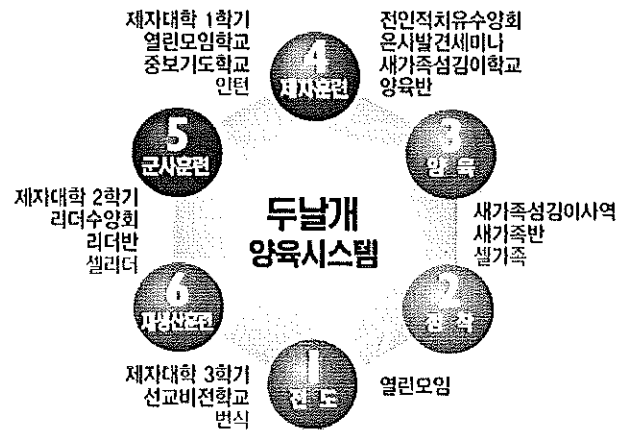 제자대학 1학기
열린모임학교
중보기도학교
인턴
4
제자훈련
전인적치유수양회
은사발견세미나
새가족섬김이학교
양육반
5
군사훈련
3
양 육
두날개
양육시스템
제자대학 2학기
리더수양회
리더반
셀리더
새가족섬김이사역
새가족반
셀가족
6
재생산훈련
2
정 착
제자대학 3학기
선교비전학교
번식
1
전 도
열린모임